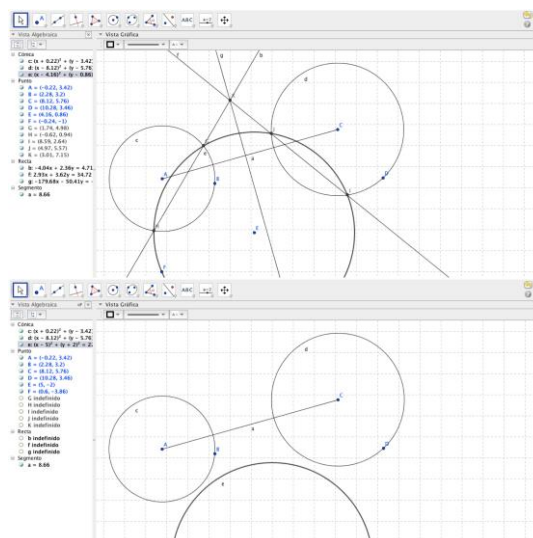 ABC
Vista Algebraica
Vista Gráfica
Cónica
c: (x + 0.22)² + (y − 3.42)
d: (x − 8.12)² + (y − 5.76)
e: (x − 4.16)² + (y − 0.86)
Punto
A = (−0.22, 3.42)
B = (2.28, 3.2)
C = (8.12, 5.76)
D = (10.28, 3.46)
E = (4.16, 0.86)
F = (−0.24, −1)
G = (1.74, 4.98)
H = (−0.62, 0.94)
I = (8.59, 2.64)
J = (4.97, 5.57)
K = (3.01, 7.15)
Recta
b: −4.04x + 2.36y = 4.71
f: 2.93x + 3.62y = 34.72
g: −179.68x − 50.41y =
Segmento
a = 8.66
f
g
b
d
C
c
a
A
B
D
E
F
ABC
Vista Algebraica
Vista Gráfica
Cónica
c: (x + 0.22)² + (y − 3.42)
d: (x − 8.12)² + (y − 5.76)
e: (x − 5)² + (y + 2)² = 2
Punto
A = (−0.22, 3.42)
B = (2.28, 3.2)
C = (8.12, 5.76)
D = (10.28, 3.46)
E = (5, −2)
F = (0.6, −3.86)
G indefinido
H indefinido
I indefinido
J indefinido
K indefinido
Recta
b indefinido
f indefinido
g indefinido
Segmento
a = 8.66
d
C
c
a
A
B
D
e